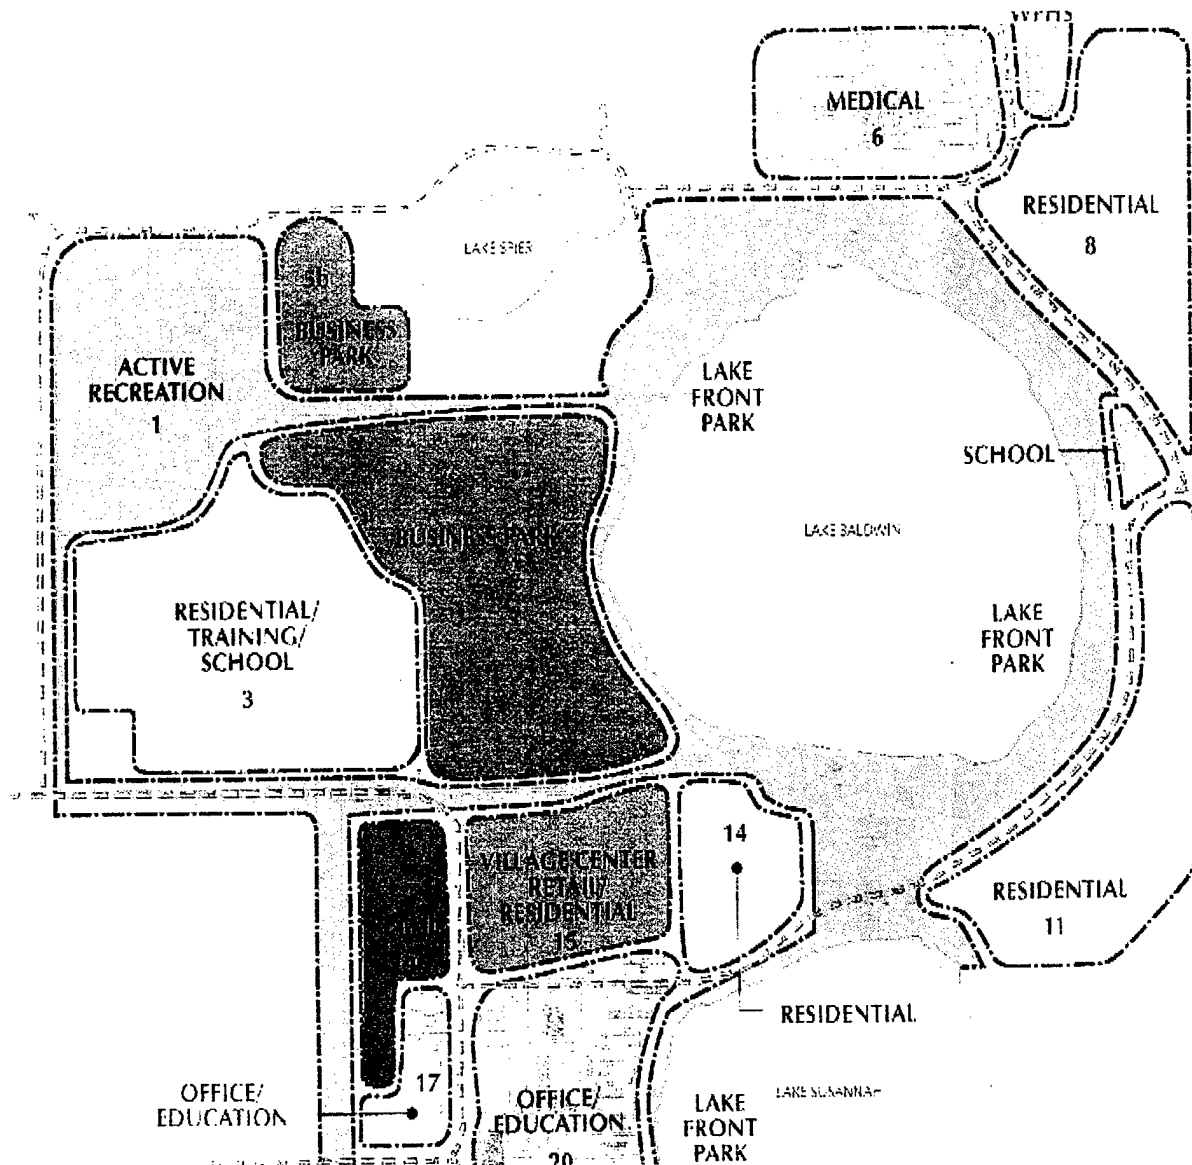 WPHS
MEDICAL
6
RESIDENTIAL
8
LAKE SPIER
5b
BUSINESS
PARK
ACTIVE
RECREATION
1
LAKE
FRONT
PARK
SCHOOL
BUSINESS PARK
LAKE BALDWIN
RESIDENTIAL/
TRAINING/
SCHOOL
3
LAKE
FRONT
PARK
14
VILLAGE CENTER
RETAIL/
RESIDENTIAL
15
RESIDENTIAL
11
RESIDENTIAL
17
OFFICE/
EDUCATION
OFFICE/
EDUCATION
20
LAKE SUSANNAH
LAKE
FRONT
PARK